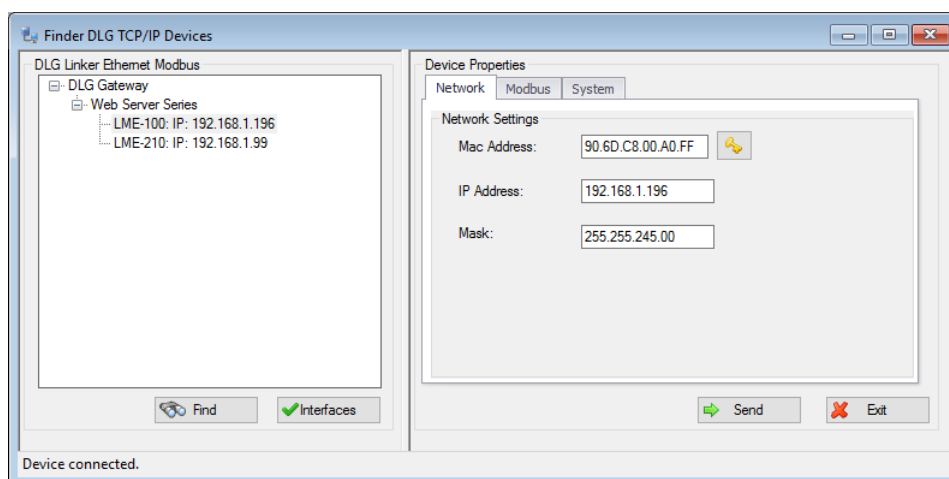 Finder DLG TCP/IP Devices
DLG Linker Ethernet Modbus
DLG Gateway
Web Server Series
LME-100: IP: 192.168.1.196
LME-210: IP: 192.168.1.99
Find
Interfaces
Device Properties
Network Modbus System
Network Settings
Mac Address: 90.6D.C8.00.A0.FF
IP Address: 192.168.1.196
Mask: 255.255.245.00
Send
Exit
Device connected.